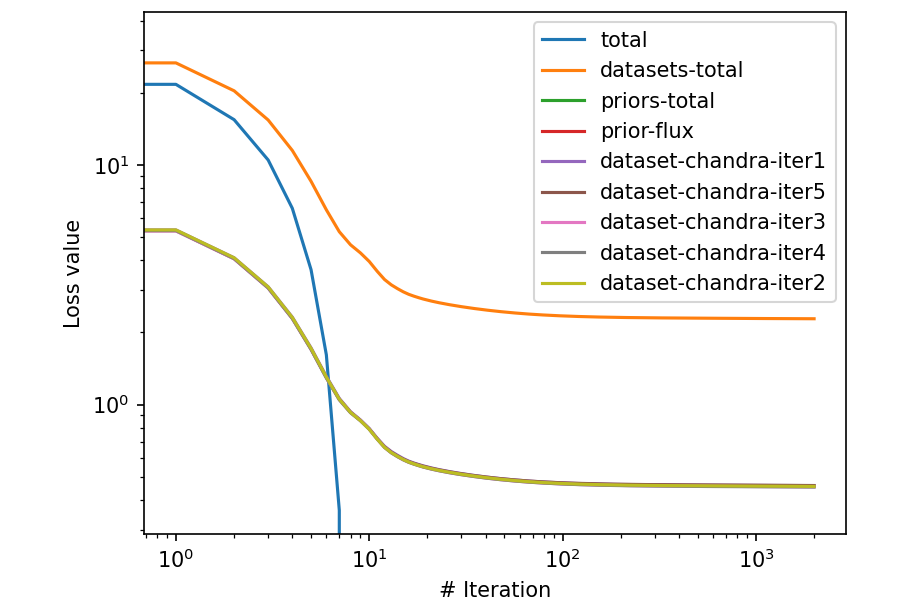 total
datasets-total
priors-total
prior-flux
dataset-chandra-iter1
dataset-chandra-iter5
dataset-chandra-iter3
dataset-chandra-iter4
dataset-chandra-iter2
Loss value
10¹
10⁰
10⁰ 10¹ 10² 10³
# Iteration